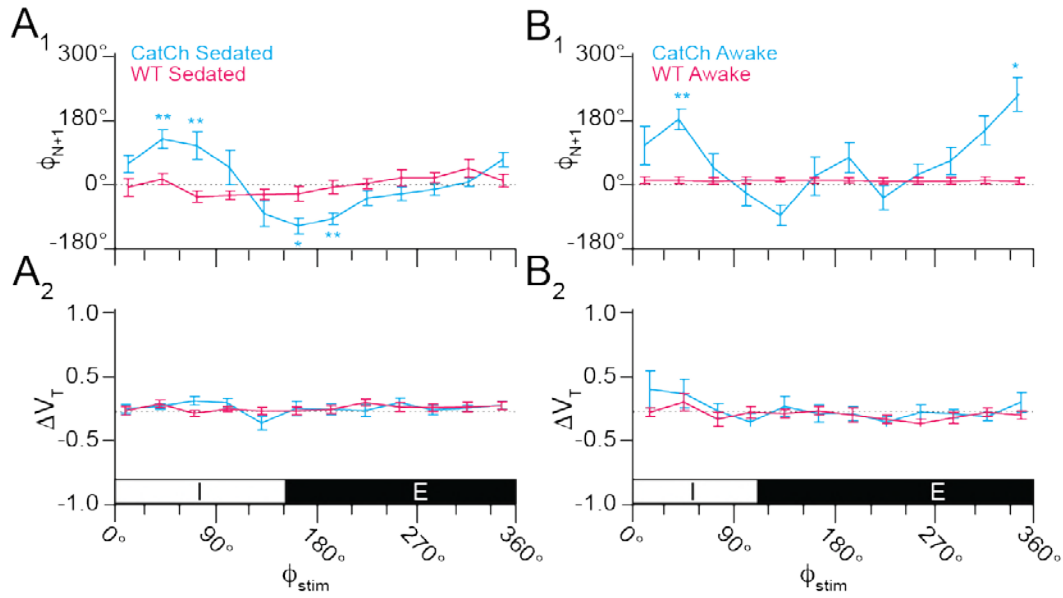 A1
B1
CatCh Sedated
WT Sedated
CatCh Awake
WT Awake
300°
180°
0°
-180°
ϕN+1
** **
* **
300°
180°
0°
-180°
ϕN+1
**
*
A2
B2
1.0
0.5
-0.5
-1.0
ΔVT
I E
0° 90° 180° 270° 360°
ϕstim
1.0
0.5
-0.5
-1.0
ΔVT
I E
0° 90° 180° 270° 360°
ϕstim